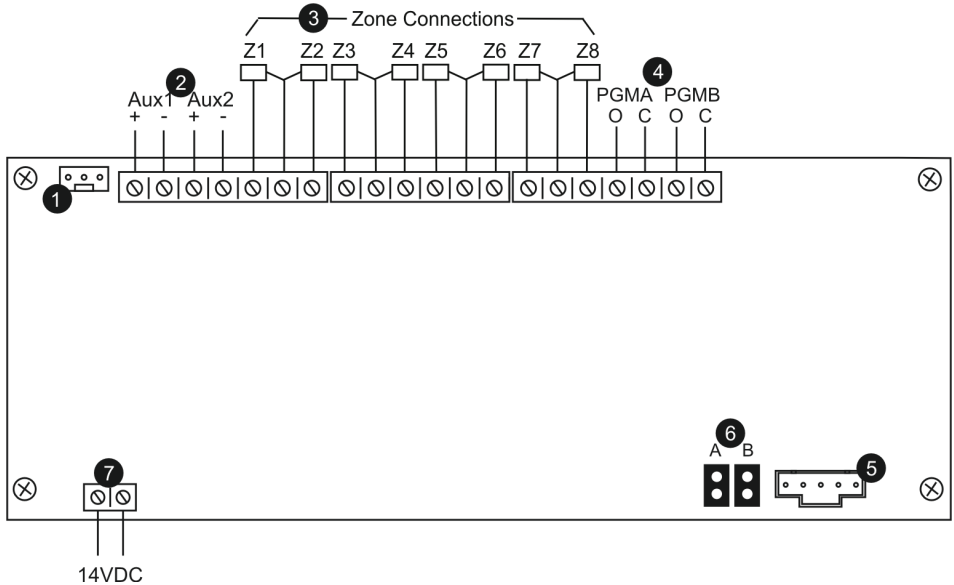 3 Zone Connections
Z1 Z2 Z3 Z4 Z5 Z6 Z7 Z8
2 4
Aux1 Aux2 PGMA PGMB
+ - + - O C O C
1
6
A B
5
7
14VDC